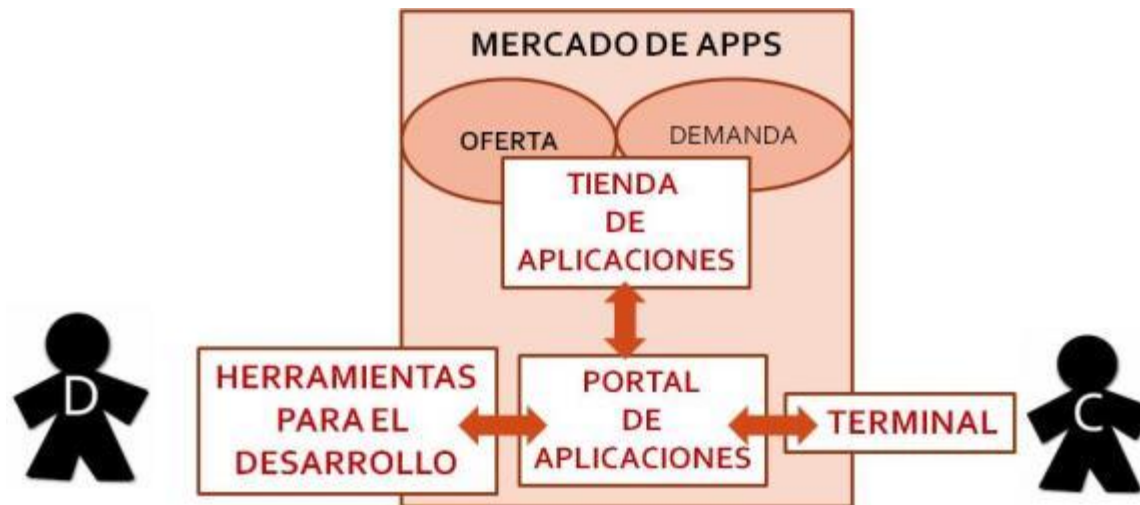 MERCADO DE APPS
OFERTA
DEMANDA
TIENDA
DE
APLICACIONES
D
HERRAMIENTAS
PARA EL
DESARROLLO
PORTAL
DE
APLICACIONES
TERMINAL
C